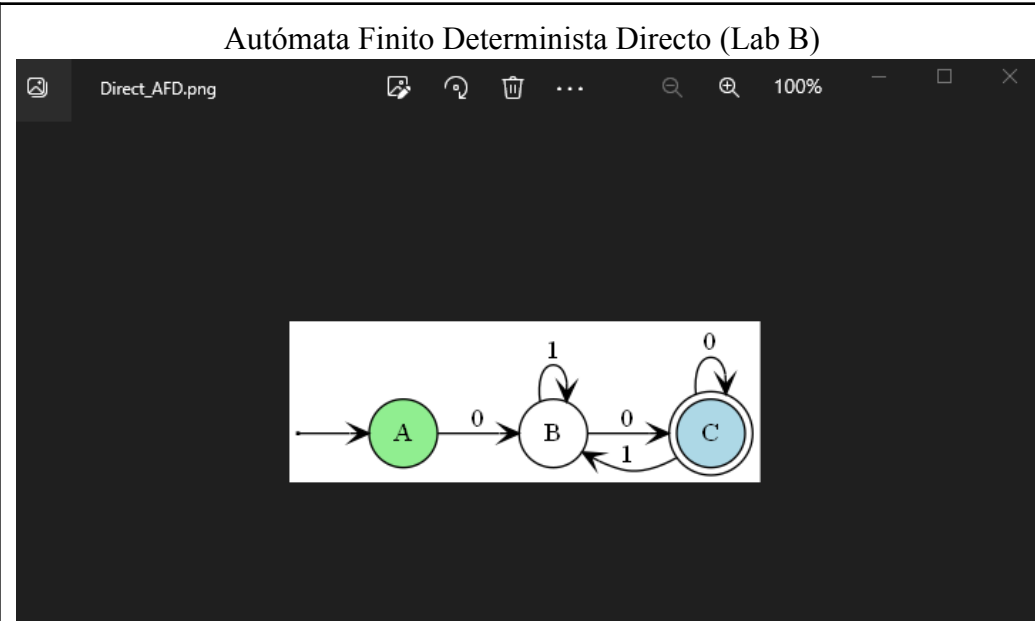 Autómata Finito Determinista Directo (Lab B)
Direct_AFD.png
...
100%
1
0
A
0
B
0
C
1